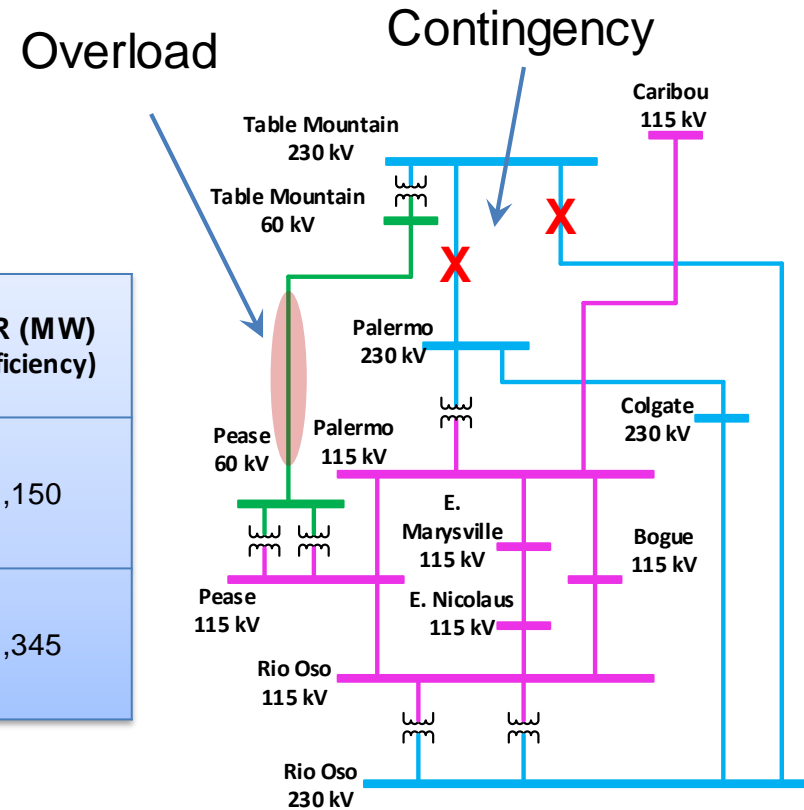 Overload
Contingency
Caribou
115 kV
Table Mountain
230 kV
Table Mountain
60 kV
X
X
R (MW)
ficiency)
,150
,345
Palermo
230 kV
Colgate
230 kV
Pease
60 kV
Palermo
115 kV
E.
Marysville
115 kV
Bogue
115 kV
Pease
115 kV
E. Nicolaus
115 kV
Rio Oso
115 kV
Rio Oso
230 kV